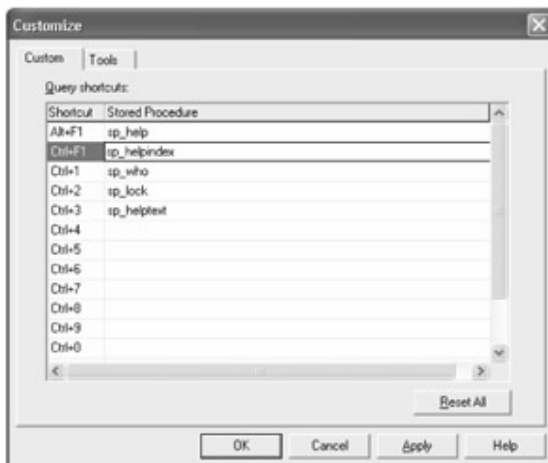 Customize
Custom Tools
Query shortcuts:
Shortcut Stored Procedure
Alt+F1 sp_help
Ctrl+F1 sp_helpindex
Ctrl+1 sp_who
Ctrl+2 sp_lock
Ctrl+3 sp_helptext
Ctrl+4
Ctrl+5
Ctrl+6
Ctrl+7
Ctrl+8
Ctrl+9
Ctrl+0
Reset All
OK Cancel Apply Help